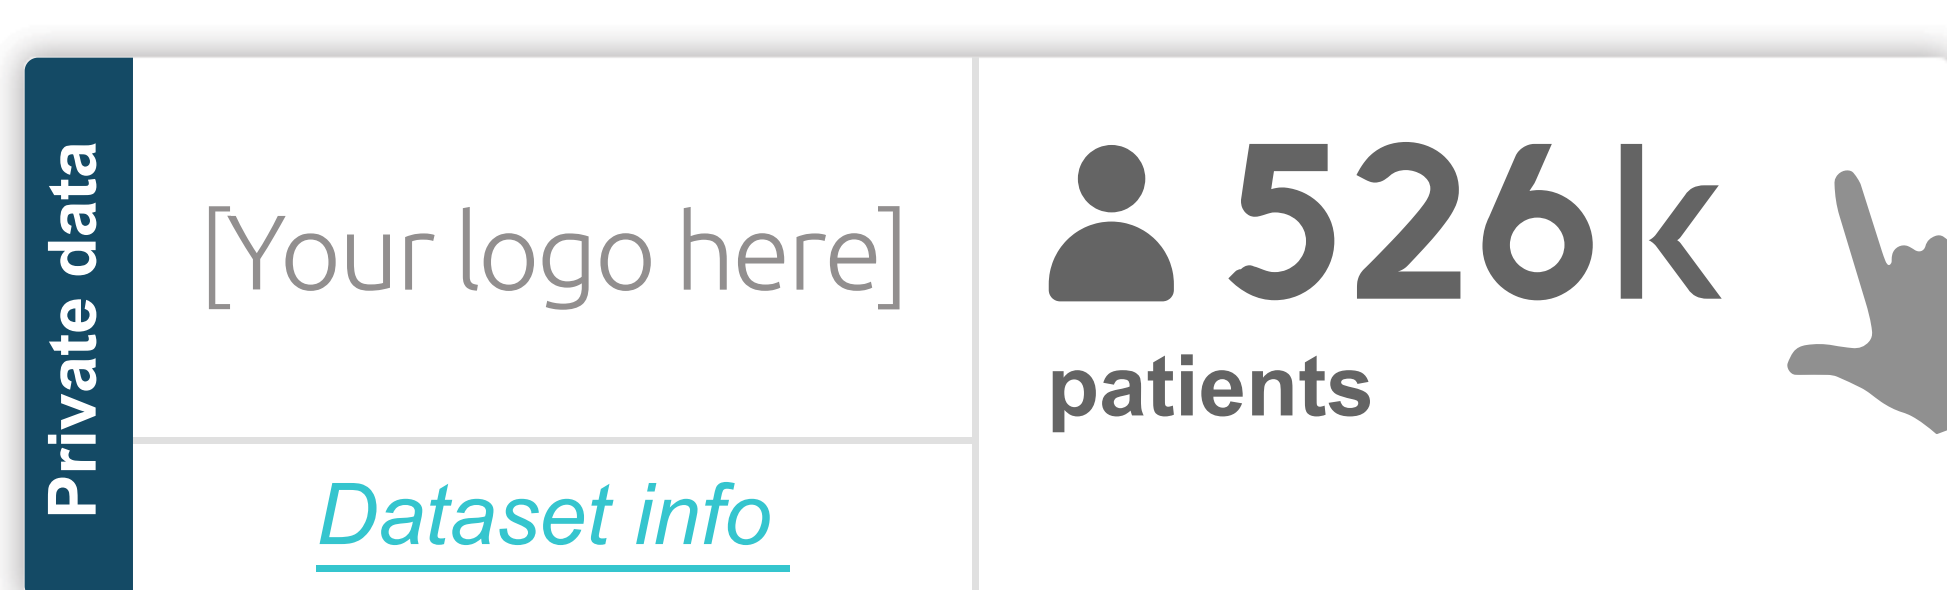 Private data
[Your logo here]
Dataset info
526k
patients